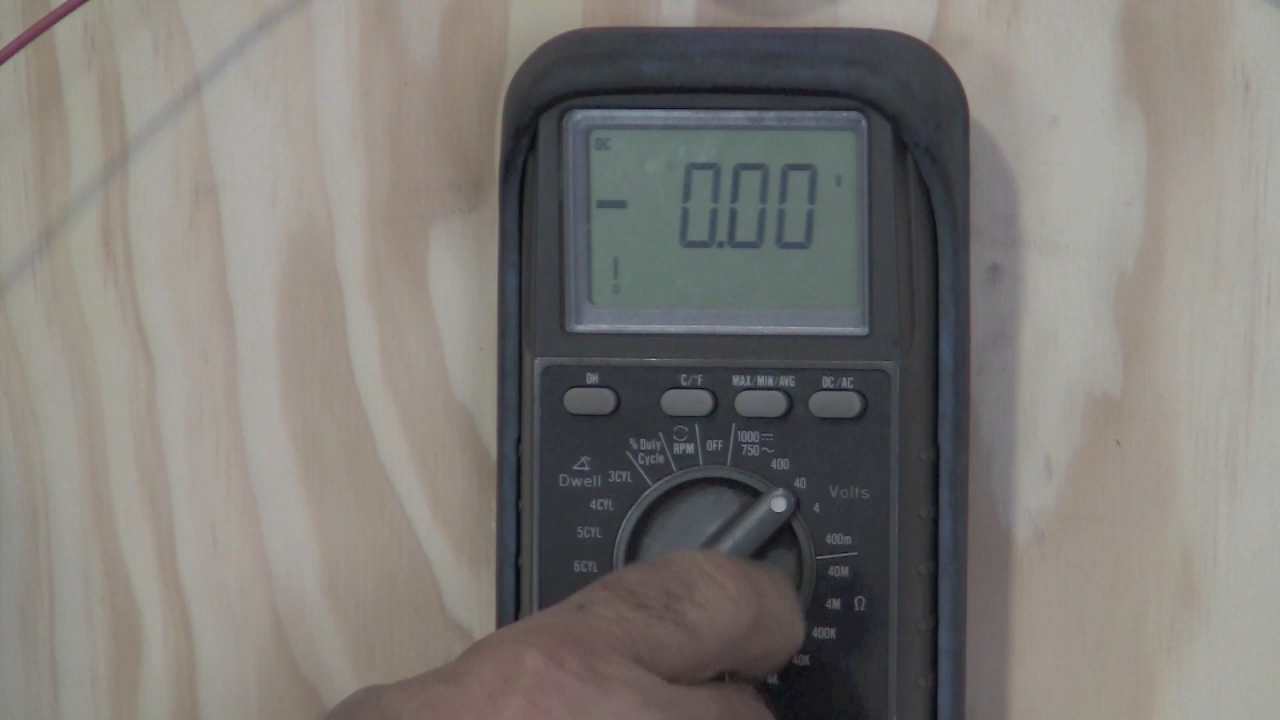 DC
- 0.00 V
DH
°C/°F
MAX/MIN/AVG
DC/AC
% Duty
Cycle
RPM
OFF
1000
750
400
40
4
400m
Volts
Dwell
3CYL
4CYL
5CYL
6CYL
40M
4M Ω
400K
40K